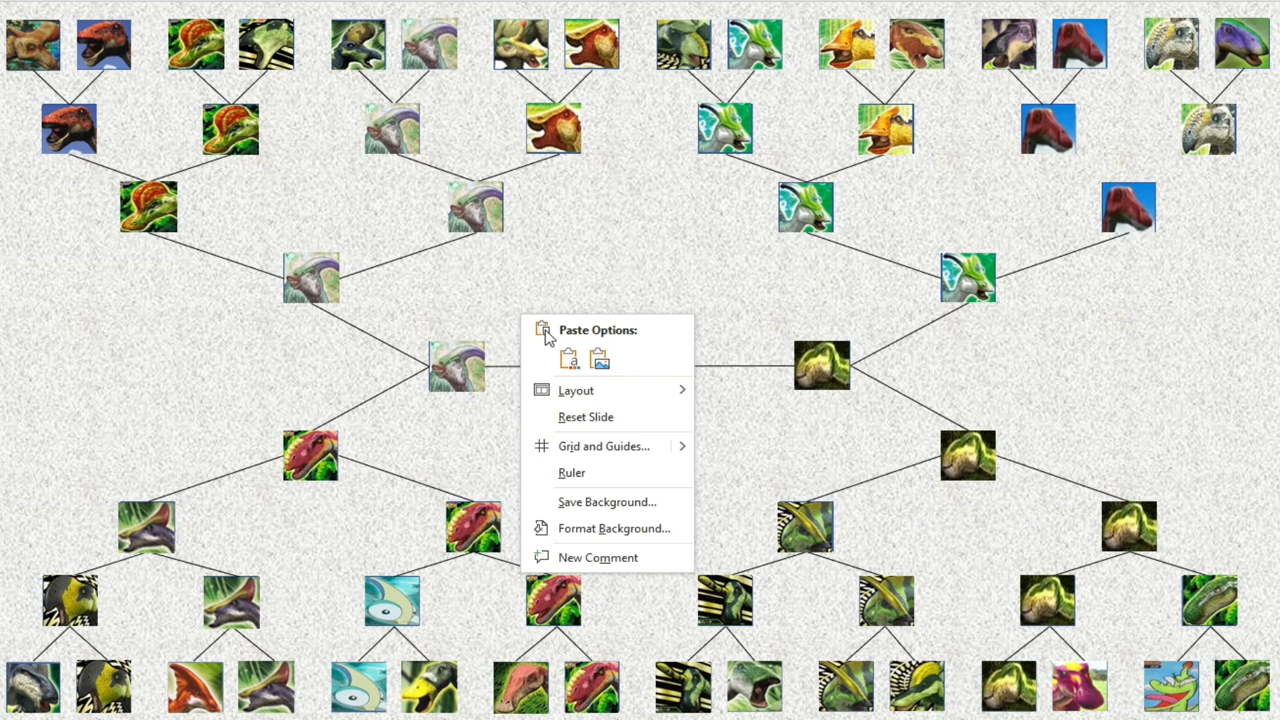 Paste Options:
Layout
Reset Slide
Grid and Guides...
Ruler
Save Background...
Format Background...
New Comment